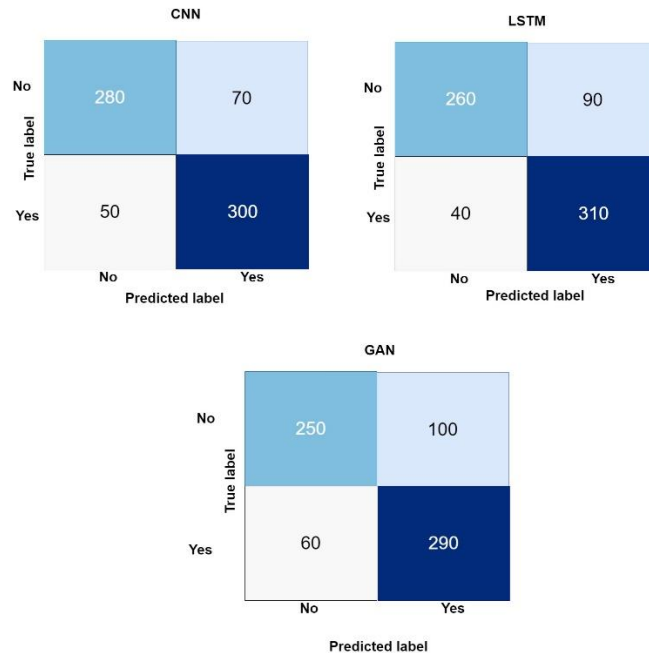 CNN
No
280
70
True label
Yes
50
300
No
Yes
Predicted label
LSTM
No
260
90
True label
Yes
40
310
No
Yes
Predicted label
GAN
No
250
100
True label
Yes
60
290
No
Yes
Predicted label